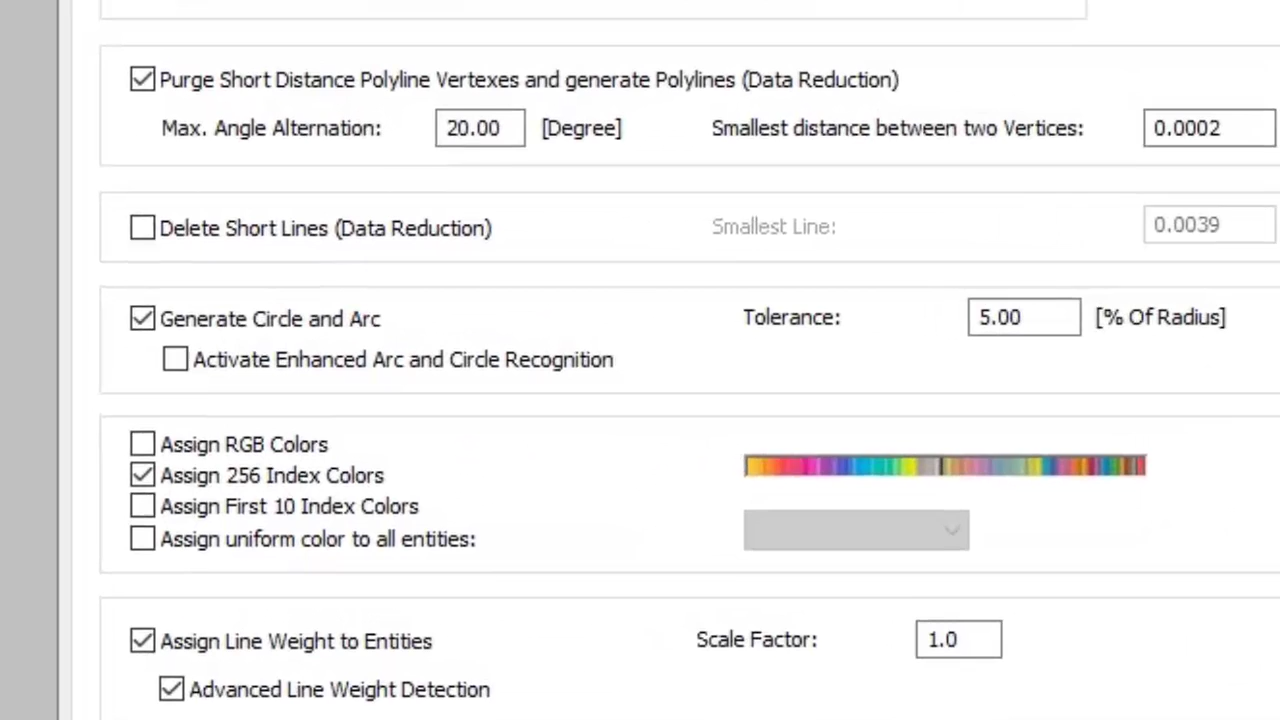 Purge Short Distance Polyline Vertexes and generate Polylines (Data Reduction)
Max. Angle Alternation: 20.00 [Degree] Smallest distance between two Vertices: 0.0002
Delete Short Lines (Data Reduction) Smallest Line: 0.0039
Generate Circle and Arc Tolerance: 5.00 [% Of Radius]
Activate Enhanced Arc and Circle Recognition
Assign RGB Colors
Assign 256 Index Colors
Assign First 10 Index Colors
Assign uniform color to all entities:
Assign Line Weight to Entities Scale Factor: 1.0
Advanced Line Weight Detection